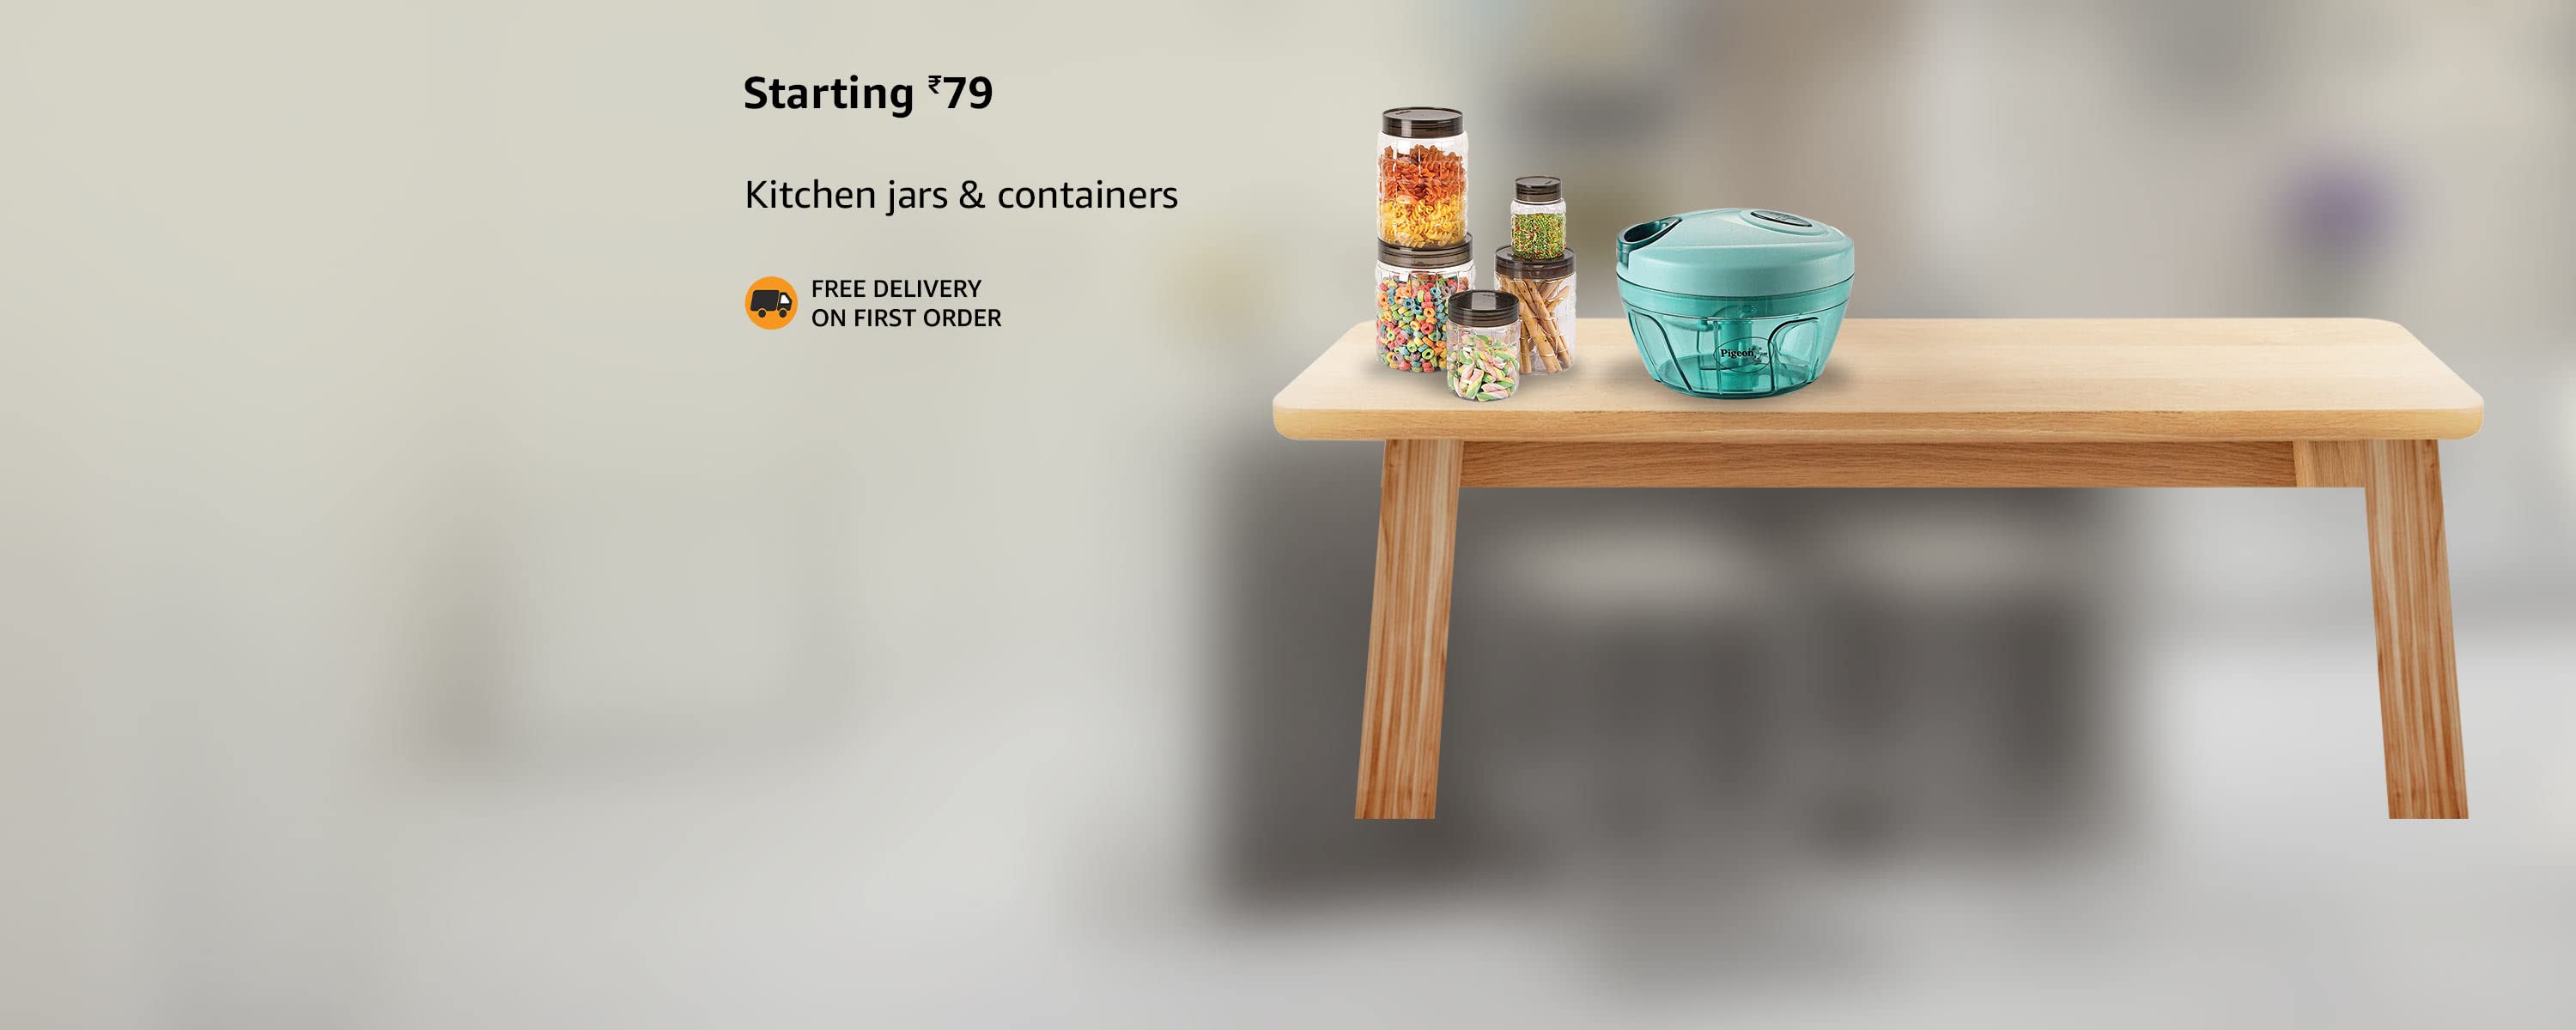 Starting ₹79
Kitchen jars & containers
FREE DELIVERY
ON FIRST ORDER
Pigeon